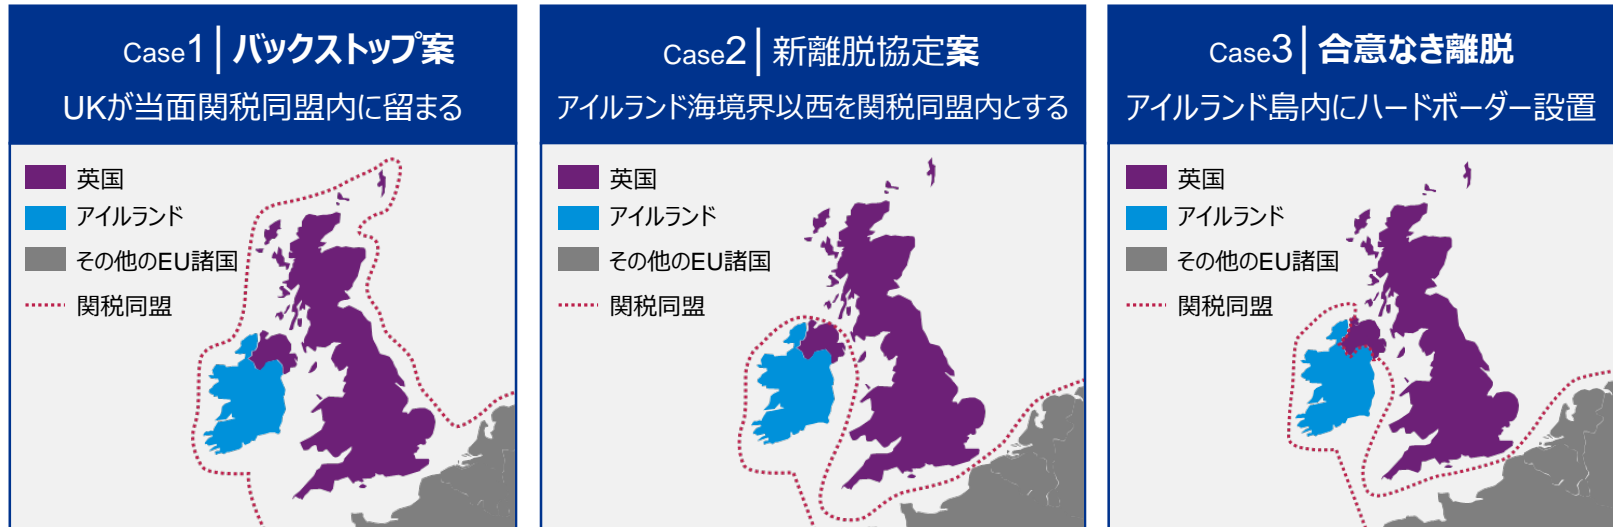 Case1│バックストップ案
UKが当面関税同盟内に留まる
英国
アイルランド
その他のEU諸国
関税同盟
Case2│新離脱協定案
アイルランド海境界以西を関税同盟内とする
英国
アイルランド
その他のEU諸国
関税同盟
Case3│合意なき離脱
アイルランド島内にハードボーダー設置
英国
アイルランド
その他のEU諸国
関税同盟